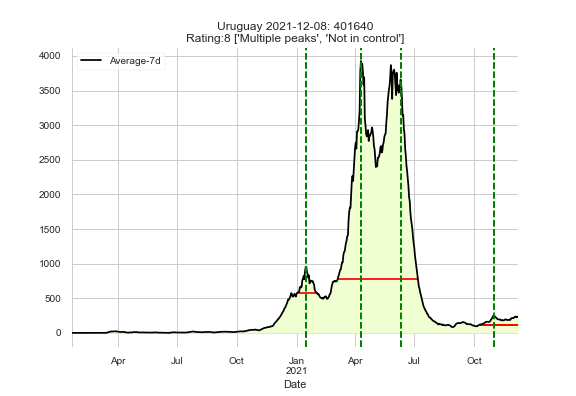 Uruguay 2021-12-08: 401640
Rating:8 ['Multiple peaks', 'Not in control']
Average-7d
4000
3500
3000
2500
2000
1500
1000
500
0
Apr Jul Oct Jan Apr Jul Oct
2021
Date